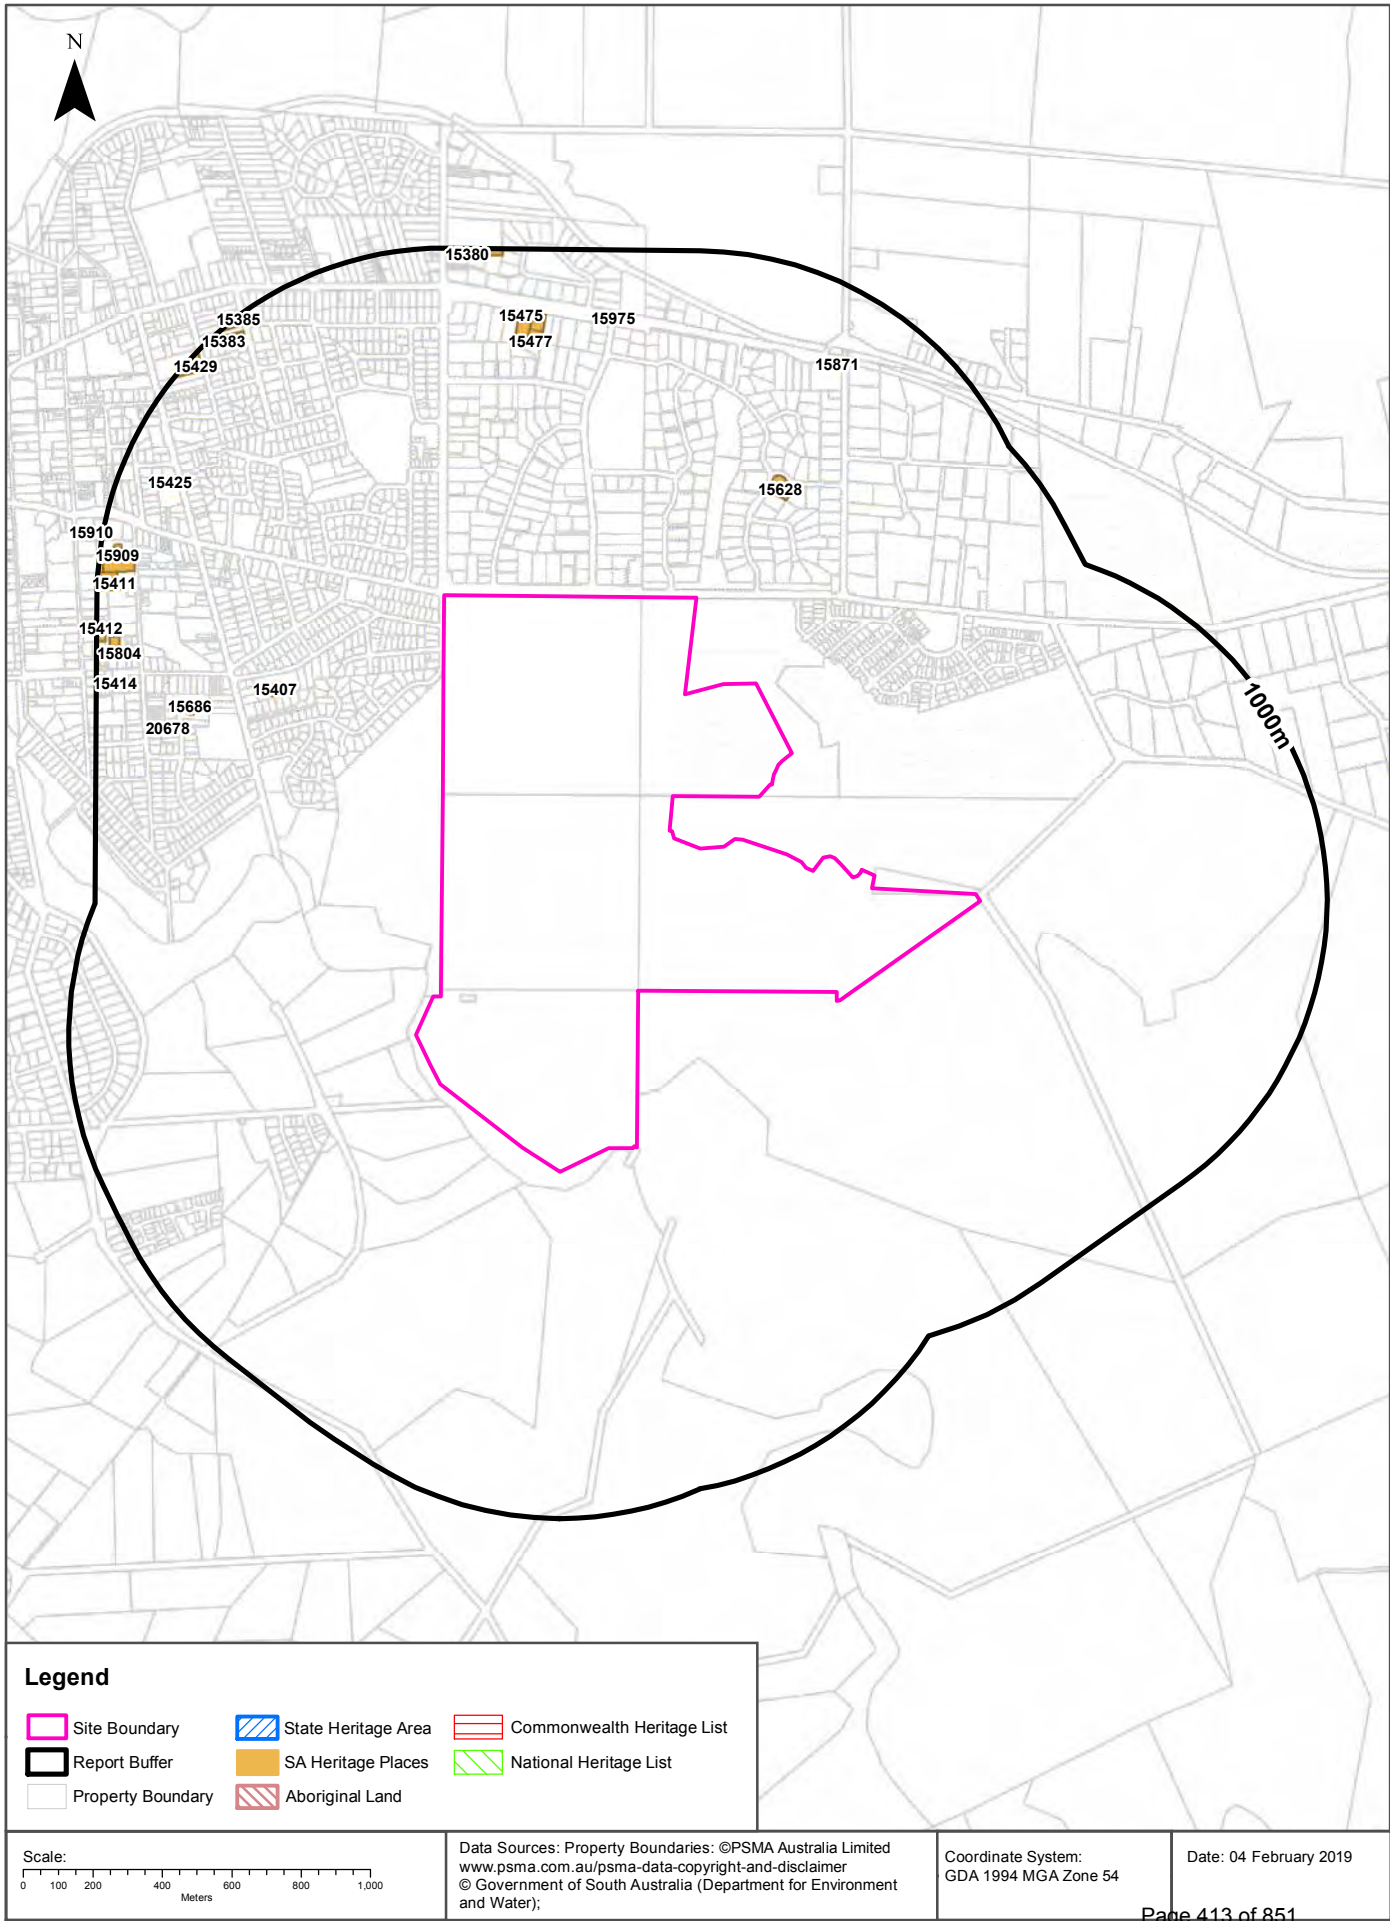 N
15380
15385
15475
15975
15383
15477
15429
15871
15425
15628
15910
15909
15411
15412
15804
15414
15407
15686
20678
1000m
Legend
Site Boundary
State Heritage Area
Commonwealth Heritage List
Report Buffer
SA Heritage Places
National Heritage List
Property Boundary
Aboriginal Land
Scale:
0 100 200 400 600 800 1,000
Meters
Data Sources: Property Boundaries: ©PSMA Australia Limited
www.psma.com.au/psma-data-copyright-and-disclaimer
© Government of South Australia (Department for Environment
and Water);
Coordinate System:
GDA 1994 MGA Zone 54
Date: 04 February 2019
Page 413 of 851